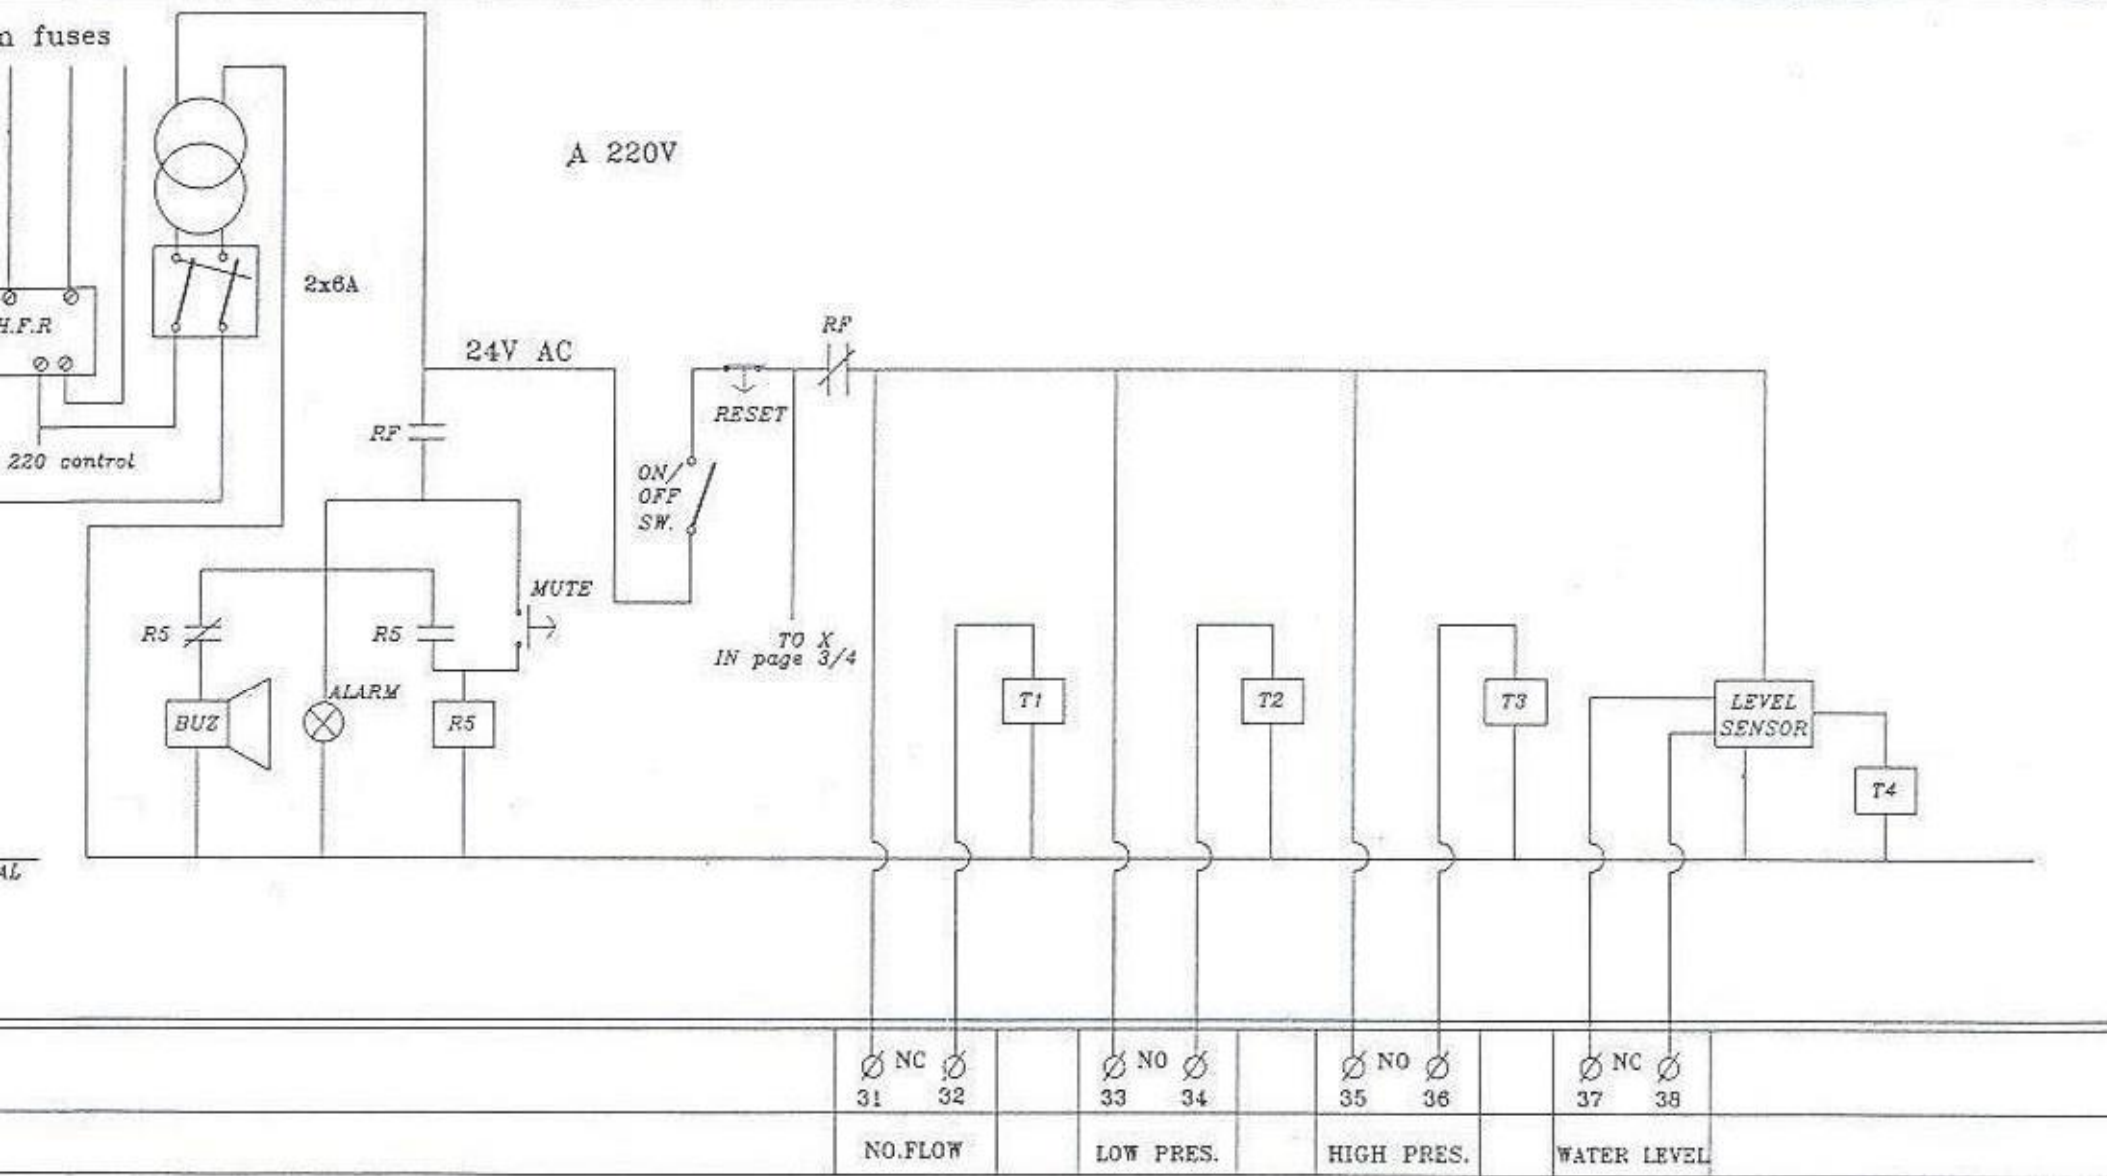 n fuses
A 220V
2x6A
H.F.R
24V AC
RF
RESET
RF
220 control
ON/
OFF
SW.
MUTE
R5
R5
TO X
IN page 3/4
ALARM
BUZ
R5
T1
T2
T3
LEVEL
SENSOR
T4
AL
NC
NO
NO
NC
31
32
33
34
35
36
37
38
NO.FLOW
LOW PRES.
HIGH PRES.
WATER LEVEL